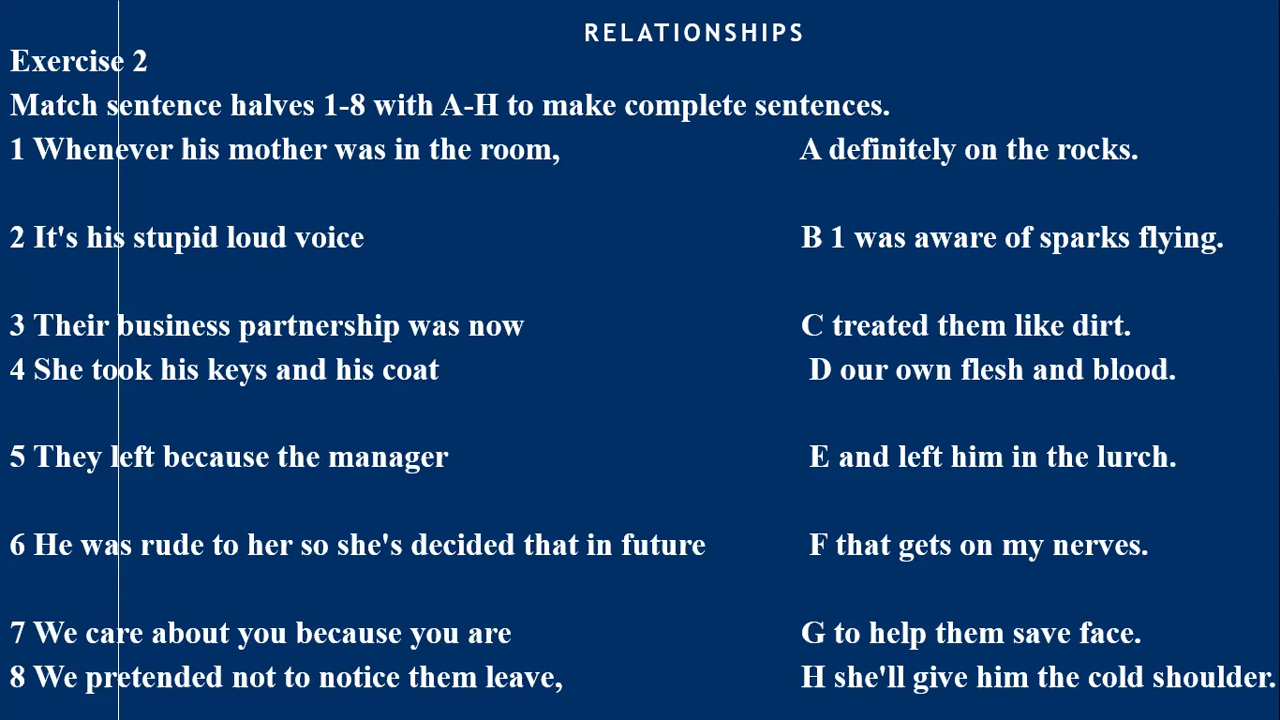 RELATIONSHIPS
Exercise 2
Match sentence halves 1-8 with A-H to make complete sentences.
1 Whenever his mother was in the room, A definitely on the rocks.
2 It's his stupid loud voice B 1 was aware of sparks flying.
3 Their business partnership was now C treated them like dirt.
4 She took his keys and his coat D our own flesh and blood.
5 They left because the manager E and left him in the lurch.
6 He was rude to her so she's decided that in future F that gets on my nerves.
7 We care about you because you are G to help them save face.
8 We pretended not to notice them leave, H she'll give him the cold shoulder.